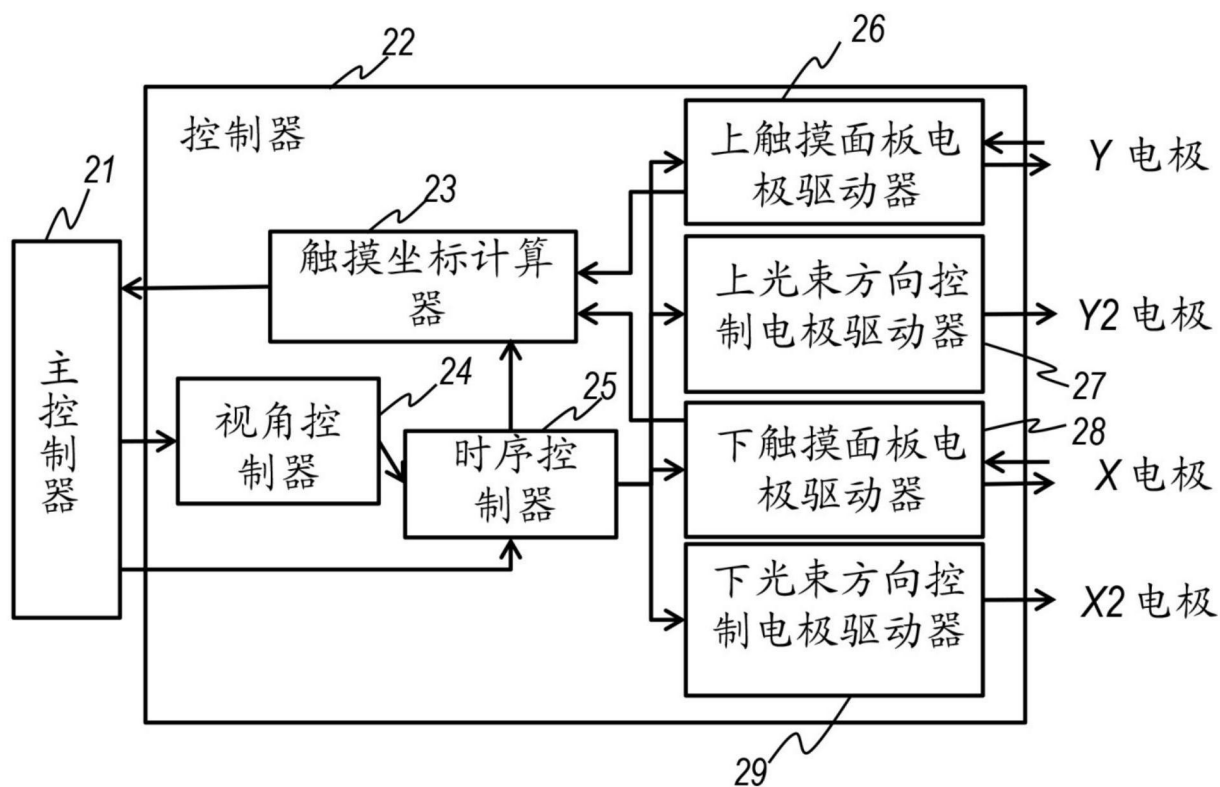 22
26
控制器
上触摸面板电
极驱动器
Y 电极
21
23
触摸坐标计算
器
上光束方向控
制电极驱动器
Y2 电极
27
主
控
制
器
24
视角控
制器
25
时序控
制器
28
下触摸面板电
极驱动器
X 电极
下光束方向控
制电极驱动器
X2 电极
29